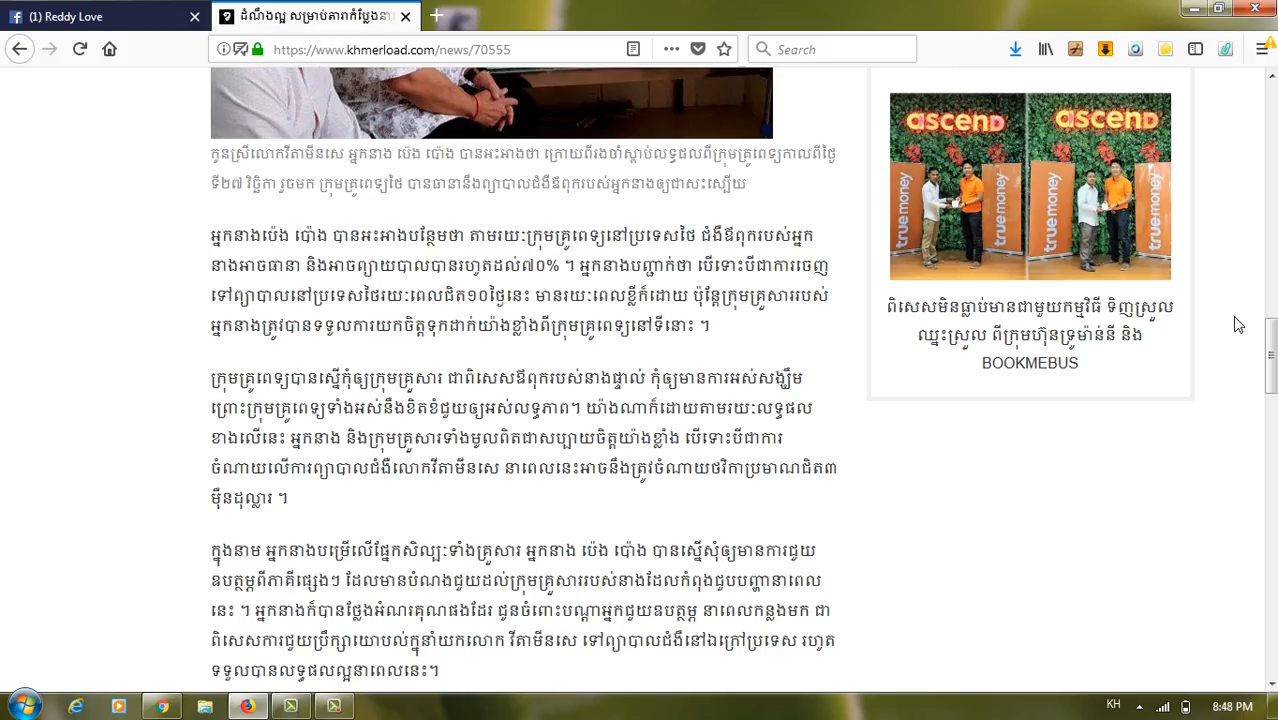 (1) Reddy Love
ដំណឹងល្អ សម្រាប់តារាកំប្លែងនា
https://www.khmerload.com/news/70555
Search
កូនស្រីលោកវីតាមីនសេ អ្នកនាង ប៉េង ប៉ោង បានអះអាងថា ក្រោយពីរងចាំស្ដាប់លទ្ធផលពីក្រុមគ្រូពេទ្យកាលពីថ្ងៃ
ទី២៧ វិច្ឆិកា រួចមក ក្រុមគ្រូពេទ្យថៃ បានធានានឹងព្យាបាលជំងឺឪពុករបស់អ្នកនាងឲ្យជាសះស្បើយ
អ្នកនាងប៉េង ប៉ោង បានអះអាងបន្ថែមថា តាមរយៈក្រុមគ្រូពេទ្យនៅប្រទេសថៃ ជំងឺឪពុករបស់អ្នក
នាងអាចធានា និងអាចព្យាយបាលបានរហូតដល់៧០% ។ អ្នកនាងបញ្ជាក់ថា បើទោះបីជាការចេញ
ទៅព្យាបាលនៅប្រទេសថៃរយៈពេលជិត១០ថ្ងៃនេះ មានរយៈពេលខ្លីក៏ដោយ ប៉ុន្តែក្រុមគ្រួសាររបស់
អ្នកនាងត្រូវបានទទួលការយកចិត្តទុកដាក់យ៉ាងខ្លាំងពីក្រុមគ្រូពេទ្យនៅទីនោះ ។
ក្រុមគ្រូពេទ្យបានស្នើកុំឲ្យក្រុមគ្រួសារ ជាពិសេសឪពុករបស់នាងផ្ទាល់ កុំឲ្យមានការអស់សង្ឃឹម
ព្រោះក្រុមគ្រូពេទ្យទាំងអស់នឹងខិតខំជួយឲ្យអស់លទ្ធភាព។ យ៉ាងណាក៏ដោយតាមរយៈលទ្ធផល
ខាងលើនេះ អ្នកនាង និងក្រុមគ្រួសារទាំងមូលពិតជាសប្បាយចិត្តយ៉ាងខ្លាំង បើទោះបីជាការ
ចំណាយលើការព្យាបាលជំងឺលោកវីតាមីនសេ នាពេលនេះអាចនឹងត្រូវចំណាយថវិកាប្រមាណជិត៣
ម៉ឺនដុល្លារ ។
ក្នុងនាម អ្នកនាងបម្រើលើផ្នែកសិល្បៈទាំងគ្រួសារ អ្នកនាង ប៉េង ប៉ោង បានស្នើសុំឲ្យមានការជួយ
ឧបត្ថម្ភពីភាគីផ្សេងៗ ដែលមានបំណងជួយដល់ក្រុមគ្រួសាររបស់នាងដែលកំពុងជួបបញ្ហានាពេល
នេះ ។ អ្នកនាងក៏បានថ្លែងអំណរគុណផងដែរ ជូនចំពោះបណ្ដាអ្នកជួយឧបត្ថម្ភ នាពេលកន្លងមក ជា
ពិសេសការជួយប្រឹក្សាយោបល់ក្នុនាំយកលោក វីតាមីនសេ ទៅព្យាបាលជំងឺនៅឯក្រៅប្រទេស រហូត
ទទួលបានលទ្ធផលល្អនាពេលនេះ។
ascend
ascend
truemoney
truemoney
truemoney
ពិសេសមិនធ្លាប់មានជាមួយកម្មវិធី ទិញស្រួល
ឈ្នះស្រួល ពីក្រុមហ៊ុនទ្រូម៉ាន់នី និង
BOOKMEBUS
KH
8:48 PM